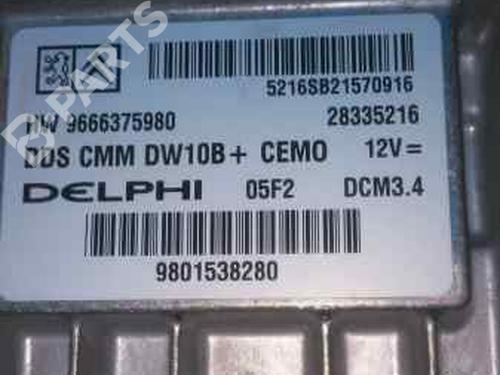 B-PARTS
5216SB21570916
HW 9666375980
28335216
DDS CMM DW10B+ CEMO 12V=
DELPHI 05F2 DCM3.4
9801538280